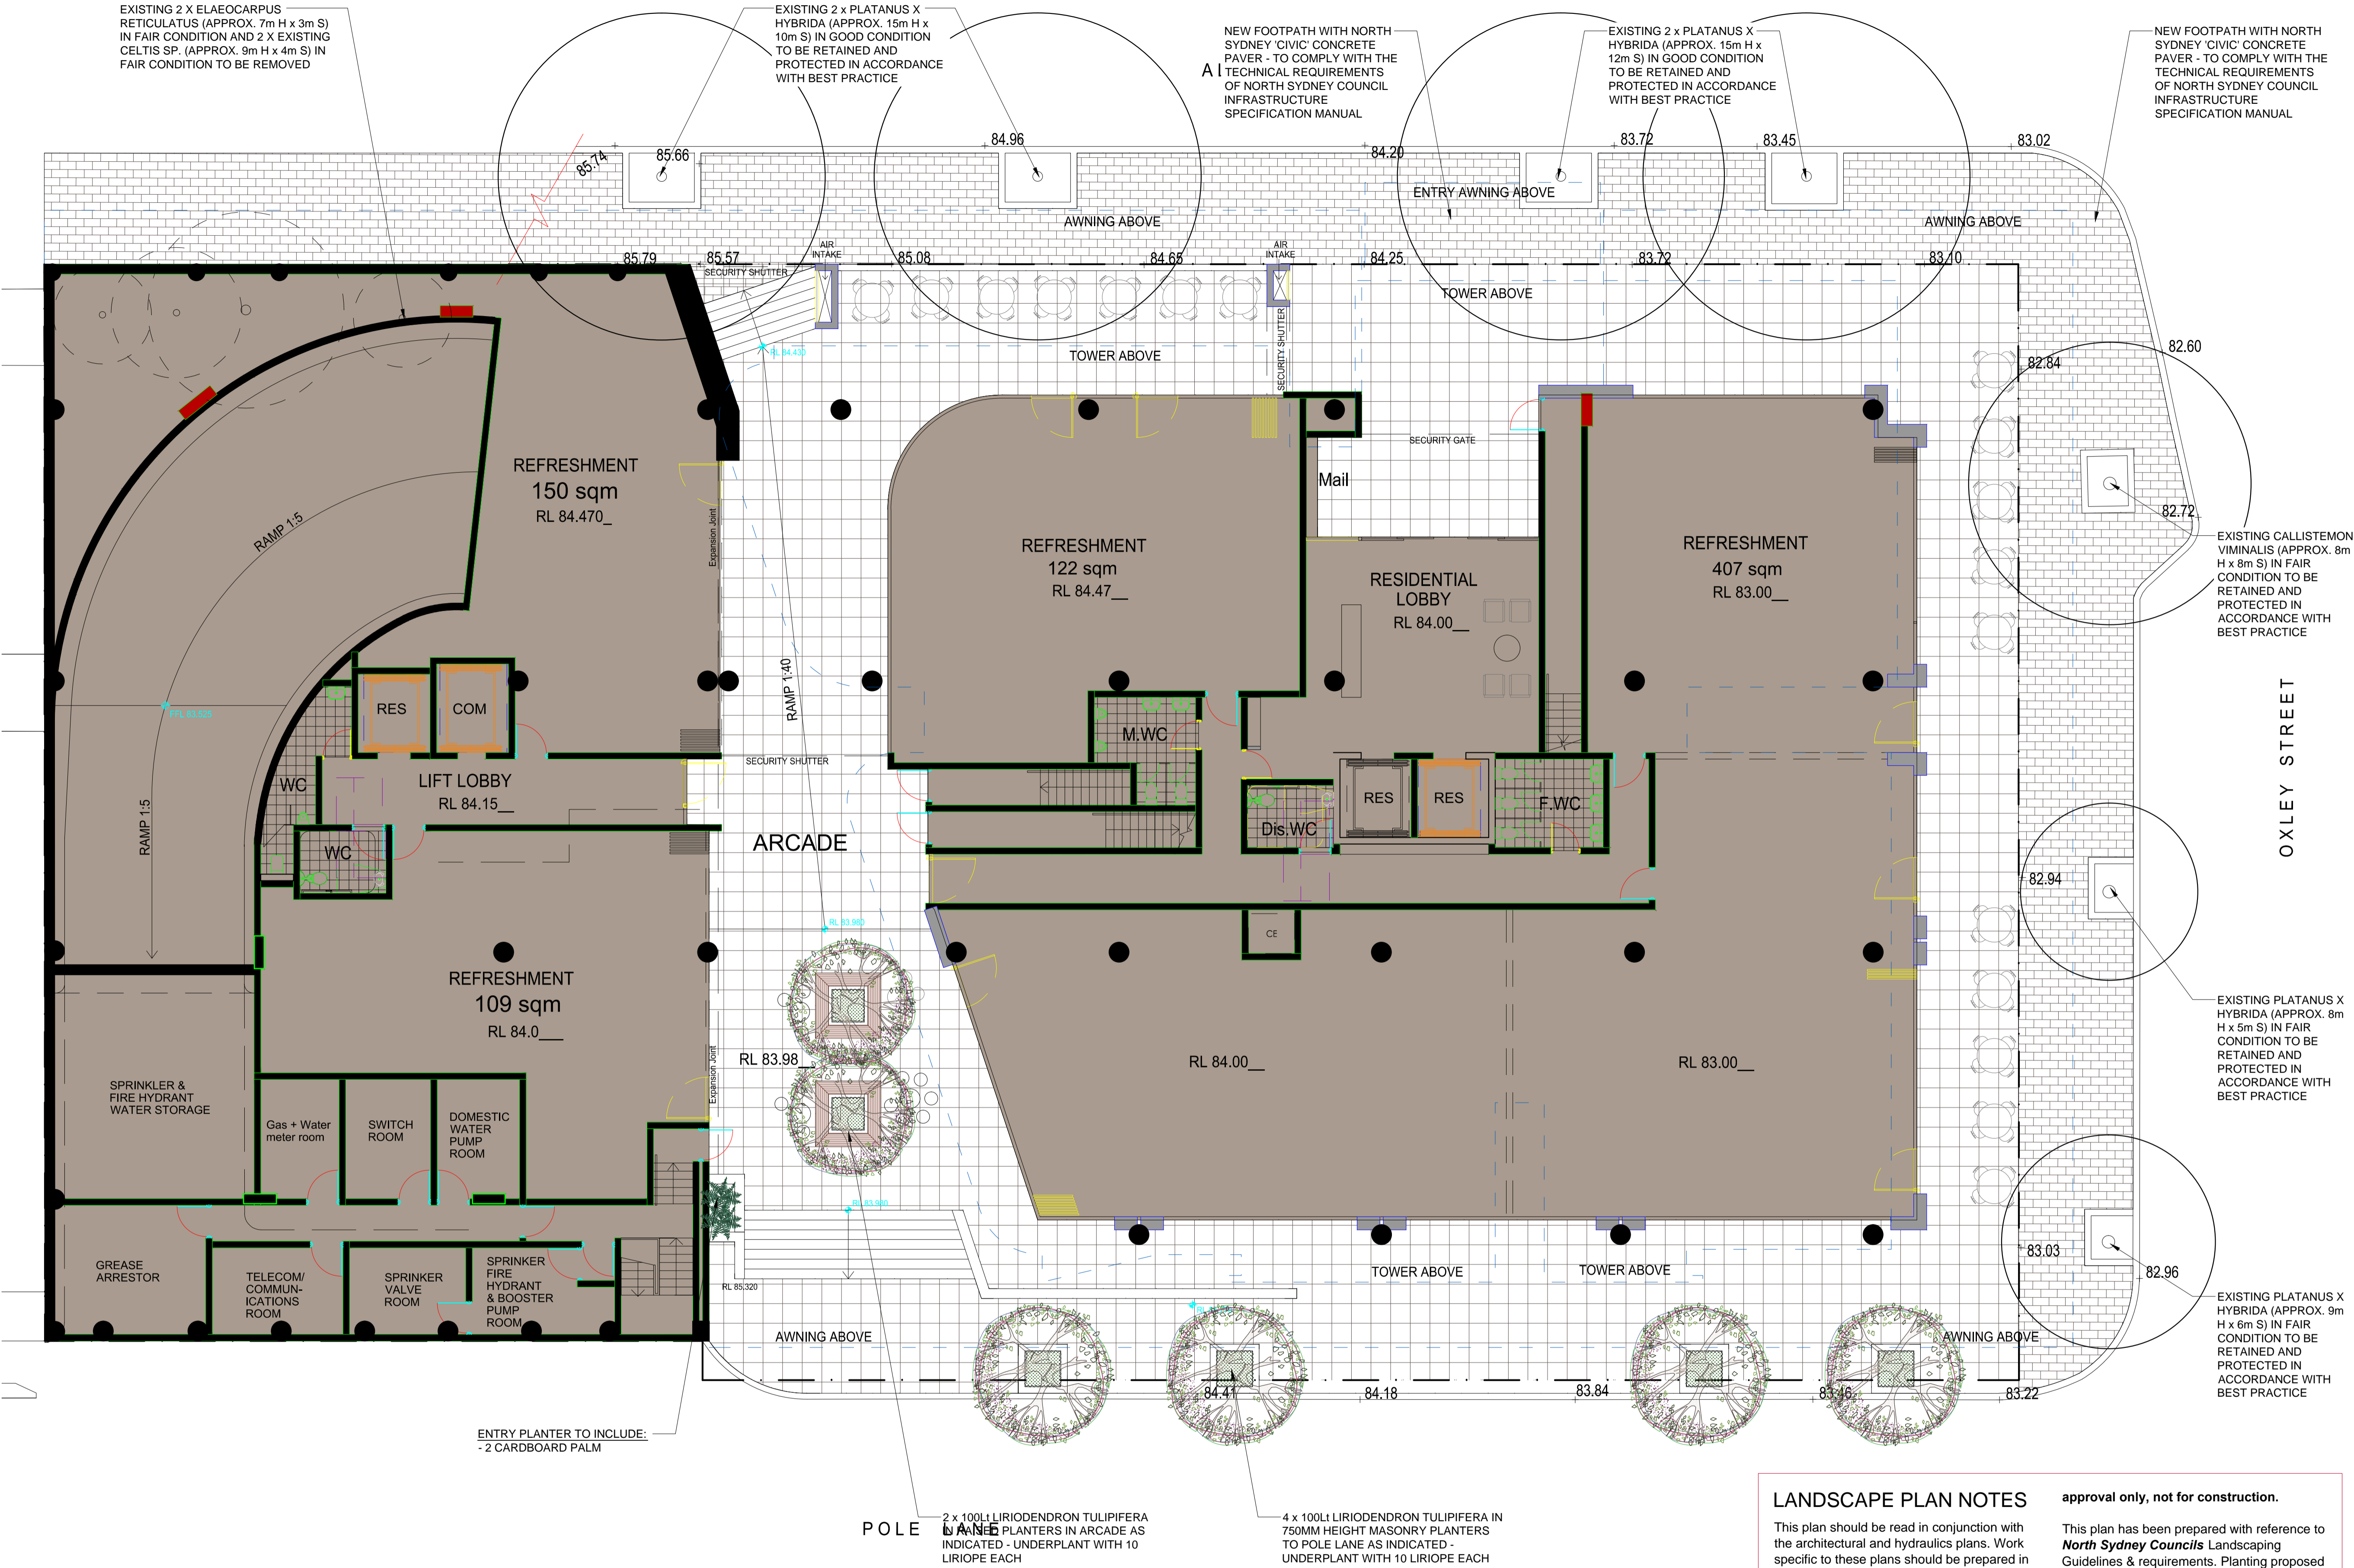 EXISTING 2 X ELAEOCARPUS
RETICULATUS (APPROX. 7m H x 3m S)
IN FAIR CONDITION AND 2 X EXISTING
CELTIS SP. (APPROX. 9m H x 4m S) IN
FAIR CONDITION TO BE REMOVED
EXISTING 2 x PLATANUS X
HYBRIDA (APPROX. 15m H x
10m S) IN GOOD CONDITION
TO BE RETAINED AND
PROTECTED IN ACCORDANCE
WITH BEST PRACTICE
NEW FOOTPATH WITH NORTH
SYDNEY 'CIVIC' CONCRETE
PAVER - TO COMPLY WITH THE
TECHNICAL REQUIREMENTS
OF NORTH SYDNEY COUNCIL
INFRASTRUCTURE
SPECIFICATION MANUAL
EXISTING 2 x PLATANUS X
HYBRIDA (APPROX. 15m H x
12m S) IN GOOD CONDITION
TO BE RETAINED AND
PROTECTED IN ACCORDANCE
WITH BEST PRACTICE
NEW FOOTPATH WITH NORTH
SYDNEY 'CIVIC' CONCRETE
PAVER - TO COMPLY WITH THE
TECHNICAL REQUIREMENTS
OF NORTH SYDNEY COUNCIL
INFRASTRUCTURE
SPECIFICATION MANUAL
85.74
85.66
84.96
84.20
83.72
83.45
83.02
ENTRY AWNING ABOVE
AWNING ABOVE
AWNING ABOVE
85.79
85.57
85.08
84.65
84.25
83.72
83.10
AIR
INTAKE
AIR
INTAKE
SECURITY SHUTTER
TOWER ABOVE
SECURITY SHUTTER
RL 84.430
TOWER ABOVE
82.60
82.84
SECURITY GATE
REFRESHMENT
150 sqm
RL 84.470
Mail
82.72
RAMP 1:5
Expansion Joint
REFRESHMENT
122 sqm
RL 84.47
RESIDENTIAL
LOBBY
RL 84.00
REFRESHMENT
407 sqm
RL 83.00
EXISTING CALLISTEMON
VIMINALIS (APPROX. 8m
H x 8m S) IN FAIR
CONDITION TO BE
RETAINED AND
PROTECTED IN
ACCORDANCE WITH
BEST PRACTICE
RAMP 1:40
RES
COM
M.WC
SECURITY SHUTTER
OXLEY STREET
WC
LIFT LOBBY
RL 84.15
RAMP 1:5
RES
RES
F.WC
Dis.WC
ARCADE
WC
82.94
RL 83.980
REFRESHMENT
109 sqm
RL 84.0
RL 83.98
Expansion Joint
RL 84.00
RL 83.00
EXISTING PLATANUS X
HYBRIDA (APPROX. 8m
H x 5m S) IN FAIR
CONDITION TO BE
RETAINED AND
PROTECTED IN
ACCORDANCE WITH
BEST PRACTICE
SPRINKLER &
FIRE HYDRANT
WATER STORAGE
Gas + Water
meter room
SWITCH
ROOM
DOMESTIC
WATER
PUMP
ROOM
GREASE
ARRESTOR
TELECOM/
COMMUN-
ICATIONS
ROOM
SPRINKER
VALVE
ROOM
SPRINKER
FIRE
HYDRANT
& BOOSTER
PUMP
ROOM
RL 85.320
TOWER ABOVE
TOWER ABOVE
83.03
82.96
AWNING ABOVE
AWNING ABOVE
EXISTING PLATANUS X
HYBRIDA (APPROX. 9m
H x 6m S) IN FAIR
CONDITION TO BE
RETAINED AND
PROTECTED IN
ACCORDANCE WITH
BEST PRACTICE
84.41
84.18
83.84
83.46
83.22
ENTRY PLANTER TO INCLUDE:
- 2 CARDBOARD PALM
POLE LANE
2 x 100Lt LIRIODENDRON TULIPIFERA
IN RAISED PLANTERS IN ARCADE AS
INDICATED - UNDERPLANT WITH 10
LIRIOPE EACH
4 x 100Lt LIRIODENDRON TULIPIFERA IN
750MM HEIGHT MASONRY PLANTERS
TO POLE LANE AS INDICATED -
UNDERPLANT WITH 10 LIRIOPE EACH
LANDSCAPE PLAN NOTES
This plan should be read in conjunction with
the architectural and hydraulics plans. Work
specific to these plans should be prepared in
approval only, not for construction.
This plan has been prepared with reference to
North Sydney Councils Landscaping
Guidelines & requirements. Planting proposed